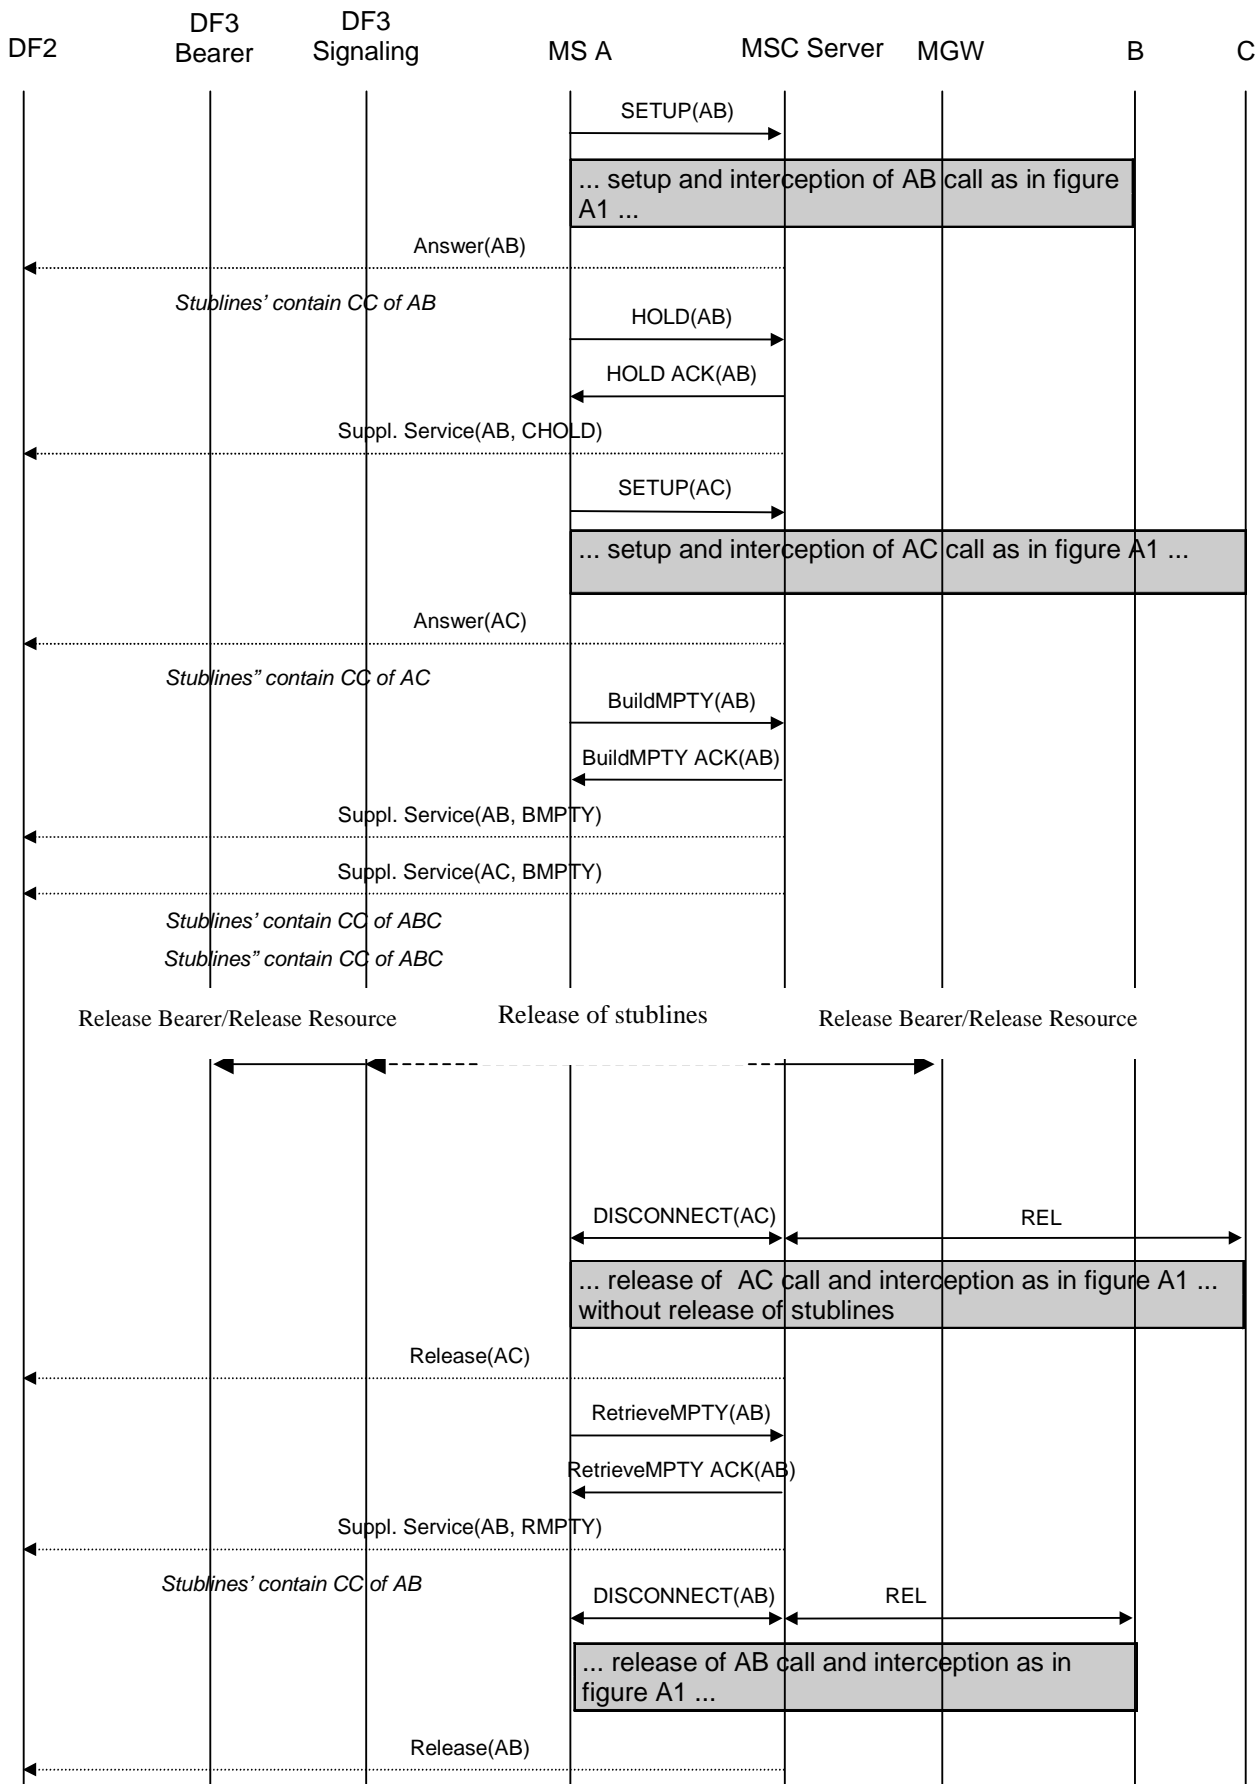 DF2
DF3
Bearer
DF3
Signaling
MS A
MSC Server
MGW
B
C
SETUP(AB)
... setup and interception of AB call as in figure
A1 ...
Answer(AB)
Stublines’ contain CC of AB
HOLD(AB)
HOLD ACK(AB)
Suppl. Service(AB, CHOLD)
SETUP(AC)
... setup and interception of AC call as in figure A1 ...
Answer(AC)
Stublines” contain CC of AC
BuildMPTY(AB)
BuildMPTY ACK(AB)
Suppl. Service(AB, BMPTY)
Suppl. Service(AC, BMPTY)
Stublines’ contain CC of ABC
Stublines” contain CC of ABC
Release Bearer/Release Resource
Release of stublines
Release Bearer/Release Resource
DISCONNECT(AC)
REL
... release of  AC call and interception as in figure A1 ...
without release of stublines
Release(AC)
RetrieveMPTY(AB)
RetrieveMPTY ACK(AB)
Suppl. Service(AB, RMPTY)
Stublines’ contain CC of AB
DISCONNECT(AB)
REL
... release of AB call and interception as in
figure A1 ...
Release(AB)